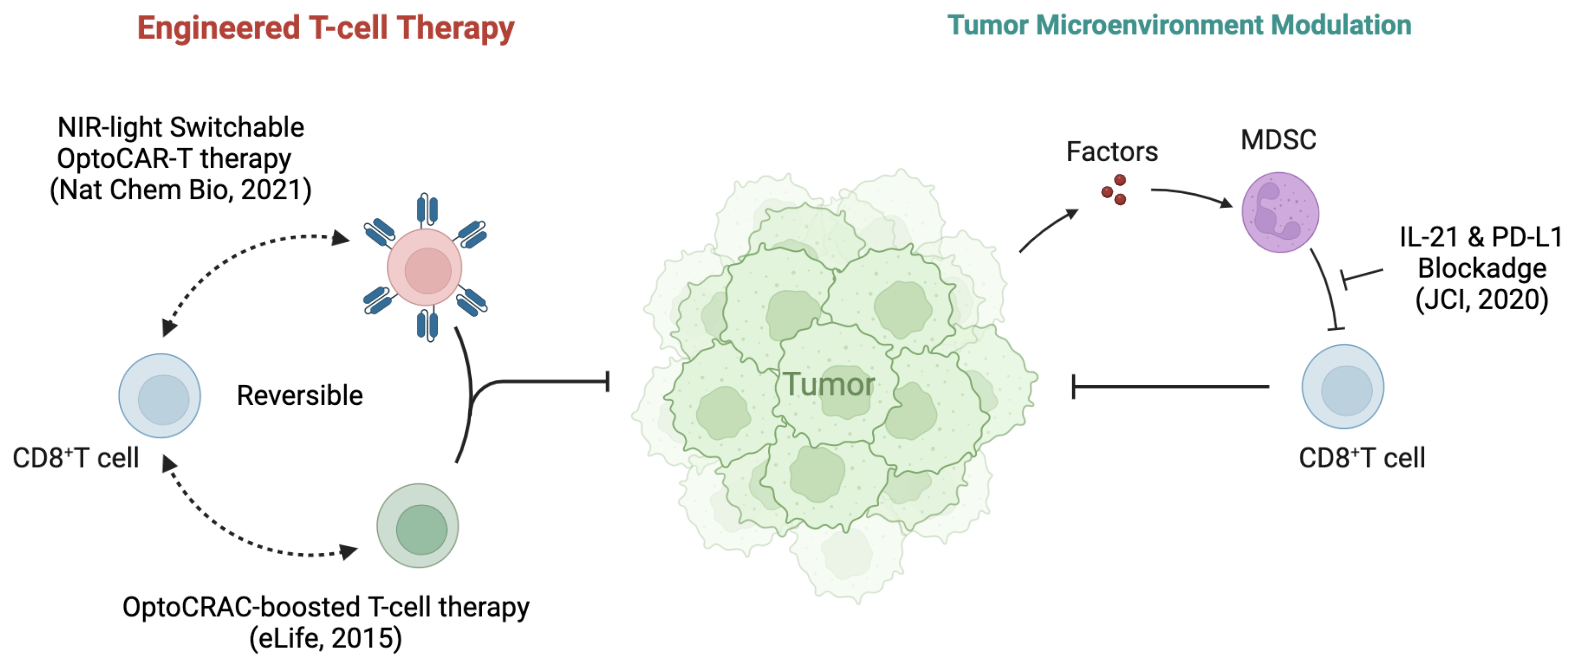 Engineered T-cell Therapy
Tumor Microenvironment Modulation
NIR-light Switchable
OptoCAR-T therapy
(Nat Chem Bio, 2021)
Reversible
CD8⁺T cell
OptoCRAC-boosted T-cell therapy
(eLife, 2015)
Tumor
Factors
MDSC
IL-21 & PD-L1
Blockadge
(JCI, 2020)
CD8⁺T cell